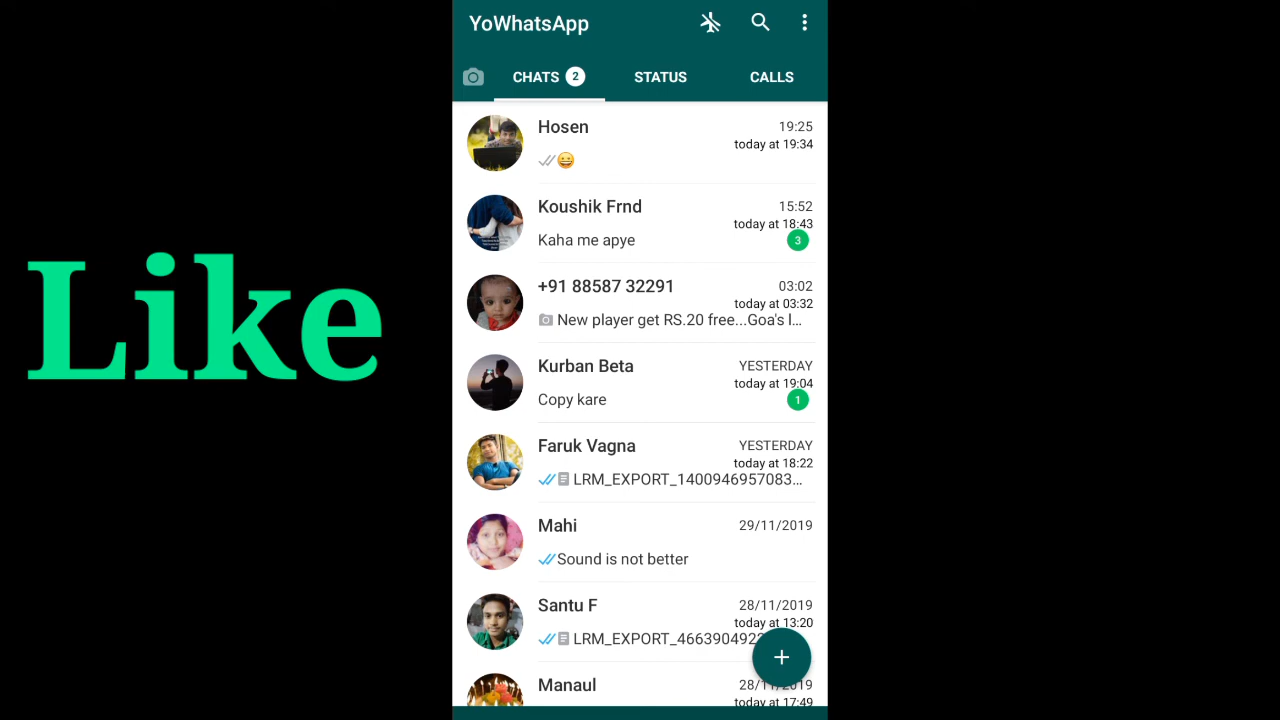 Like
YoWhatsApp
CHATS 2 STATUS CALLS
Hosen 19:25
today at 19:34
😀
Koushik Frnd 15:52
today at 18:43
Kaha me apye 3
+91 88587 32291 03:02
today at 03:32
New player get RS.20 free...Goa's l...
Kurban Beta YESTERDAY
today at 19:04
Copy kare 1
Faruk Vagna YESTERDAY
today at 18:22
LRM_EXPORT_1400946957083...
Mahi 29/11/2019
Sound is not better
Santu F 28/11/2019
today at 13:20
LRM_EXPORT_4663904922
+
Manaul 28/11/2019
today at 17:49